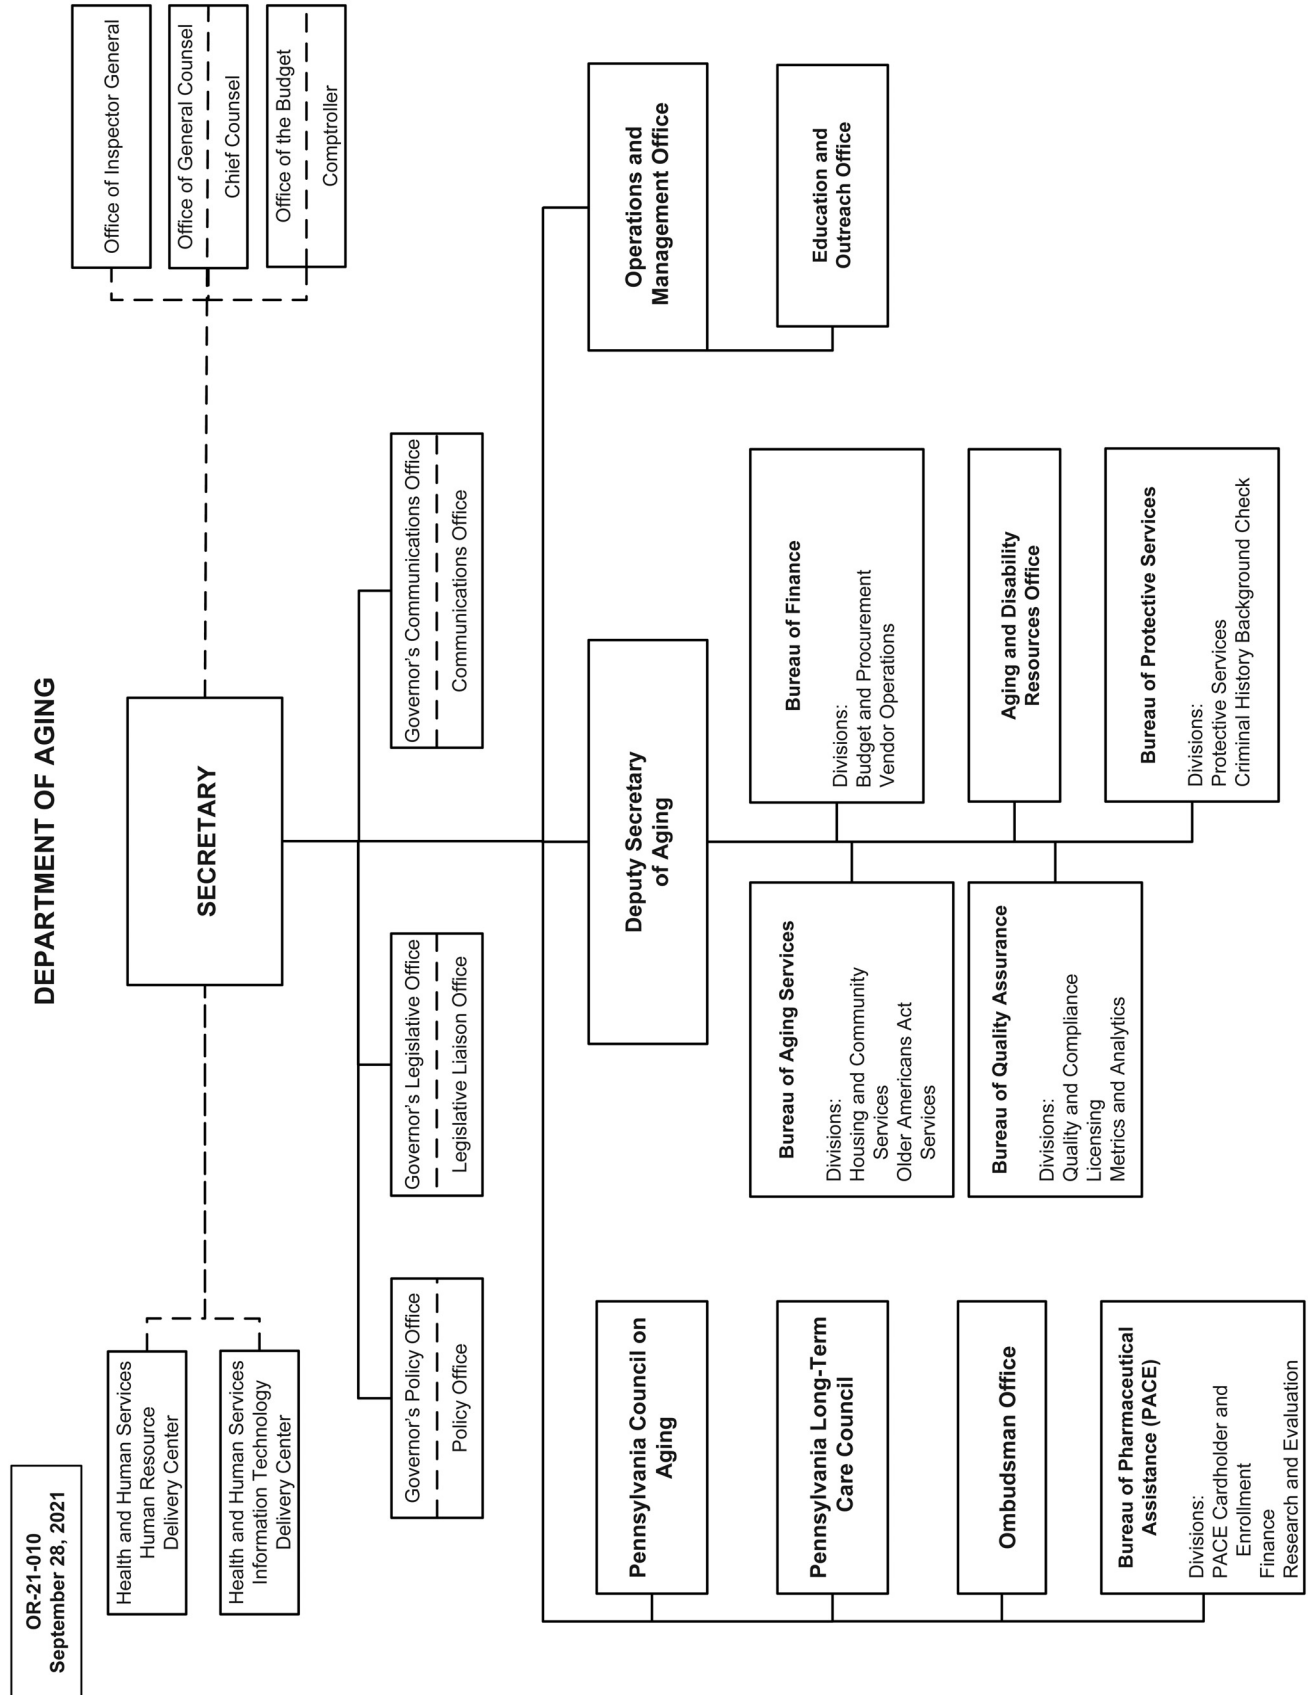 OR-21-010
September 28, 2021
DEPARTMENT OF AGING
Health and Human Services
Human Resource
Delivery Center
Health and Human Services
Information Technology
Delivery Center
SECRETARY
Office of Inspector General
Office of General Counsel
Chief Counsel
Office of the Budget
Comptroller
Governor's Policy Office
Policy Office
Governor's Legislative Office
Legislative Liaison Office
Governor's Communications Office
Communications Office
Pennsylvania Council on
Aging
Pennsylvania Long-Term
Care Council
Ombudsman Office
Bureau of Pharmaceutical
Assistance (PACE)
Divisions:
PACE Cardholder and
Enrollment
Finance
Research and Evaluation
Deputy Secretary
of Aging
Bureau of Aging Services
Divisions:
Housing and Community
Services
Older Americans Act
Services
Bureau of Quality Assurance
Divisions:
Quality and Compliance
Licensing
Metrics and Analytics
Bureau of Finance
Divisions:
Budget and Procurement
Vendor Operations
Aging and Disability
Resources Office
Bureau of Protective Services
Divisions:
Protective Services
Criminal History Background Check
Operations and
Management Office
Education and
Outreach Office